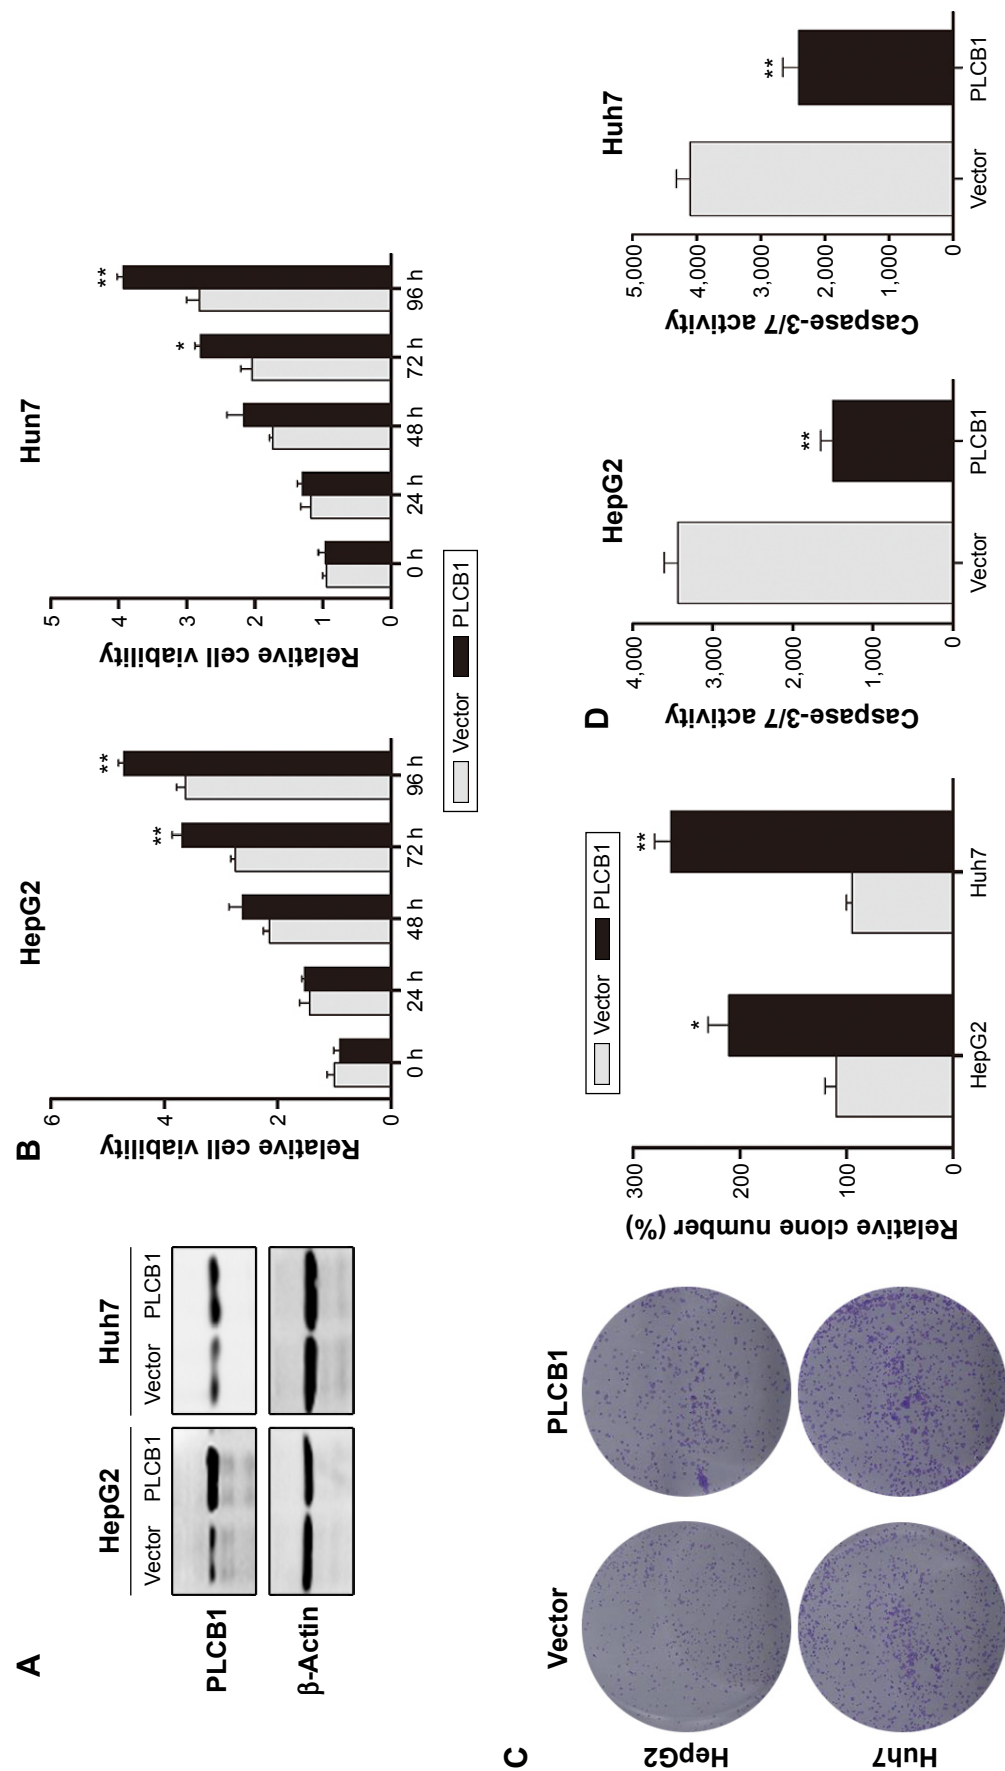 A
HepG2
Huh7
Vector PLCB1 Vector PLCB1
PLCB1
β-Actin
B
HepG2
Relative cell viability
6
4
2
0
0 h 24 h 48 h 72 h 96 h
**
**
Hun7
Relative cell viability
5
4
3
2
1
0
0 h 24 h 48 h 72 h 96 h
*
**
Vector PLCB1
C
Vector PLCB1
HepG2
Huh7
Relative clone number (%)
300
200
100
0
HepG2 Huh7
*
**
Vector PLCB1
D
HepG2
Caspase-3/7 activity
4,000
3,000
2,000
1,000
0
Vector PLCB1
**
Huh7
Caspase-3/7 activity
5,000
4,000
3,000
2,000
1,000
0
Vector PLCB1
**